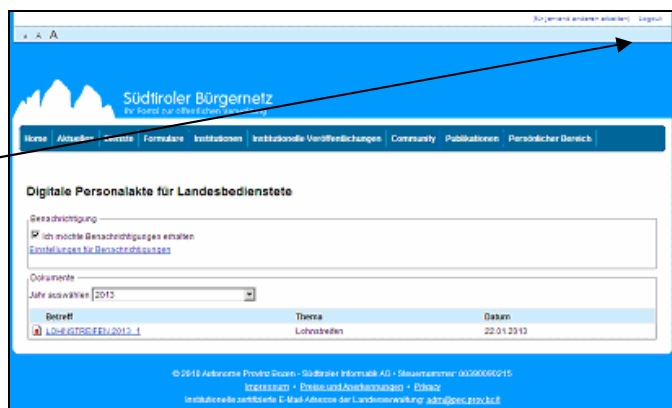 (für jemand anderen arbeiten) Logout
A A A
Südtiroler Bürgernetz
Ihr Portal zur öffentlichen Verwaltung
Home Aktuelles Dienste Formulare Institutionen Institutionelle Veröffentlichungen Community Publikationen Persönlicher Bereich
Digitale Personalakte für Landesbedienstete
Benachrichtigung
Ich möchte Benachrichtigungen erhalten
Einstellungen für Benachrichtigungen
Dokumente
Jahr auswählen 2013
Betreff Thema Datum
LOHNSTREIFEN 2013_1 Lohnstreifen 22.01.2013
© 2010 Autonome Provinz Bozen - Südtiroler Informatik AG • Steuernummer: 00390090215
Impressum • Preise und Anerkennungen • Privacy
Institutionelle zertifizierte E-Mail-Adresse der Landesverwaltung: adm@pec.prov.bz.it